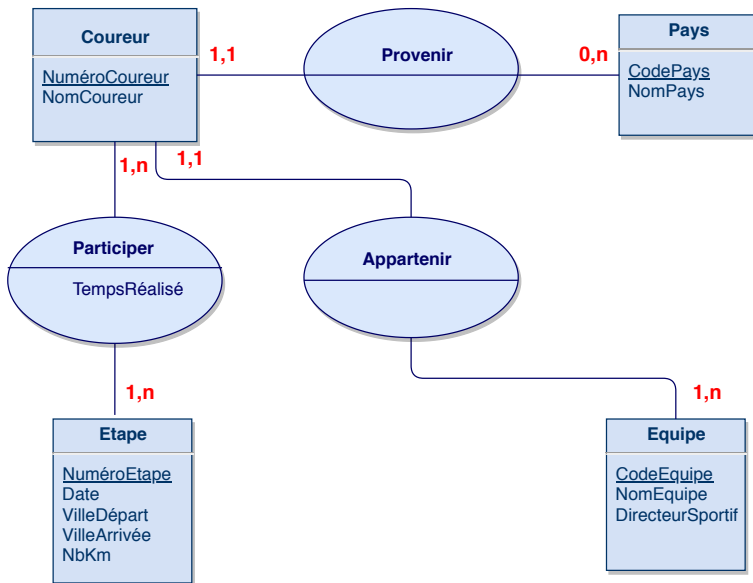 Coureur
NuméroCoureur
NomCoureur
1,1
Provenir
0,n
Pays
CodePays
NomPays
1,n
1,1
Participer
TempsRéalisé
Appartenir
1,n
1,n
Etape
NuméroEtape
Date
VilleDépart
VilleArrivée
NbKm
Equipe
CodeEquipe
NomEquipe
DirecteurSportif